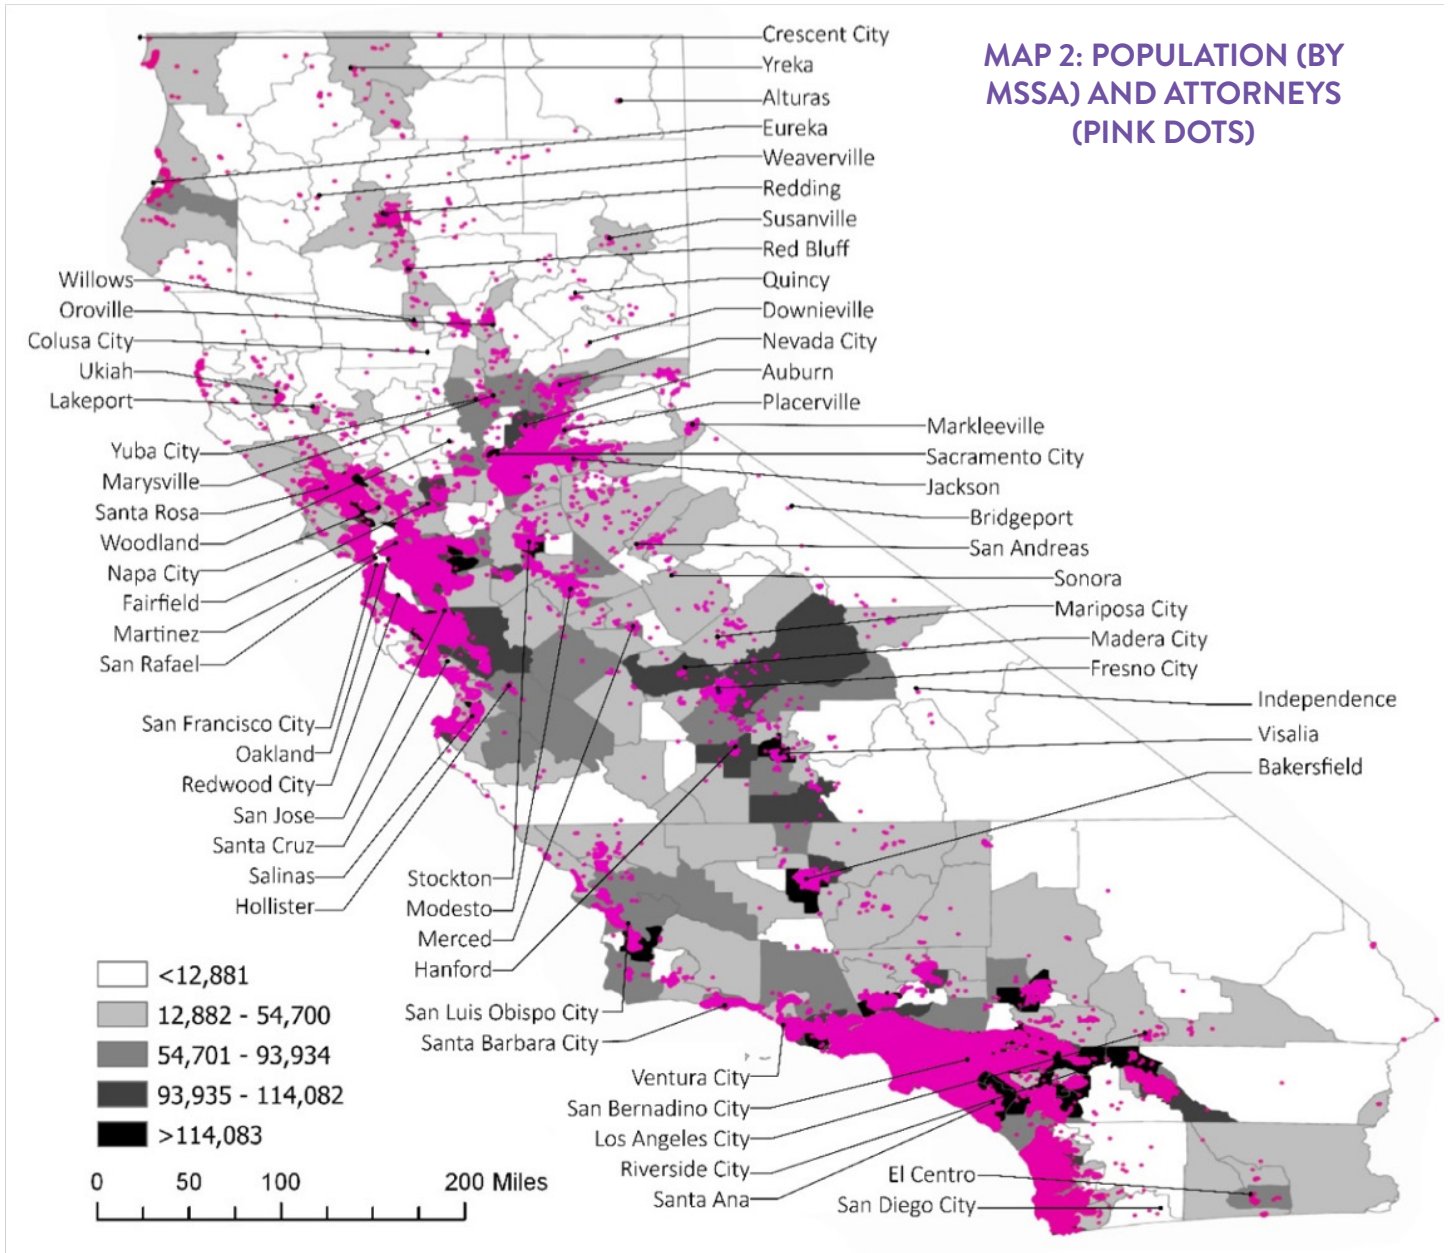 MAP 2: POPULATION (BY
MSSA) AND ATTORNEYS
(PINK DOTS)
Crescent City
Yreka
Alturas
Eureka
Weaverville
Redding
Susanville
Red Bluff
Quincy
Downieville
Nevada City
Auburn
Placerville
Markleeville
Sacramento City
Jackson
Bridgeport
San Andreas
Sonora
Mariposa City
Madera City
Fresno City
Independence
Visalia
Bakersfield
Willows
Oroville
Colusa City
Ukiah
Lakeport
Yuba City
Marysville
Santa Rosa
Woodland
Napa City
Fairfield
Martinez
San Rafael
San Francisco City
Oakland
Redwood City
San Jose
Santa Cruz
Salinas
Hollister
Stockton
Modesto
Merced
Hanford
San Luis Obispo City
Santa Barbara City
Ventura City
San Bernadino City
Los Angeles City
Riverside City
Santa Ana
El Centro
San Diego City
<12,881
12,882 - 54,700
54,701 - 93,934
93,935 - 114,082
>114,083
0 50 100 200 Miles